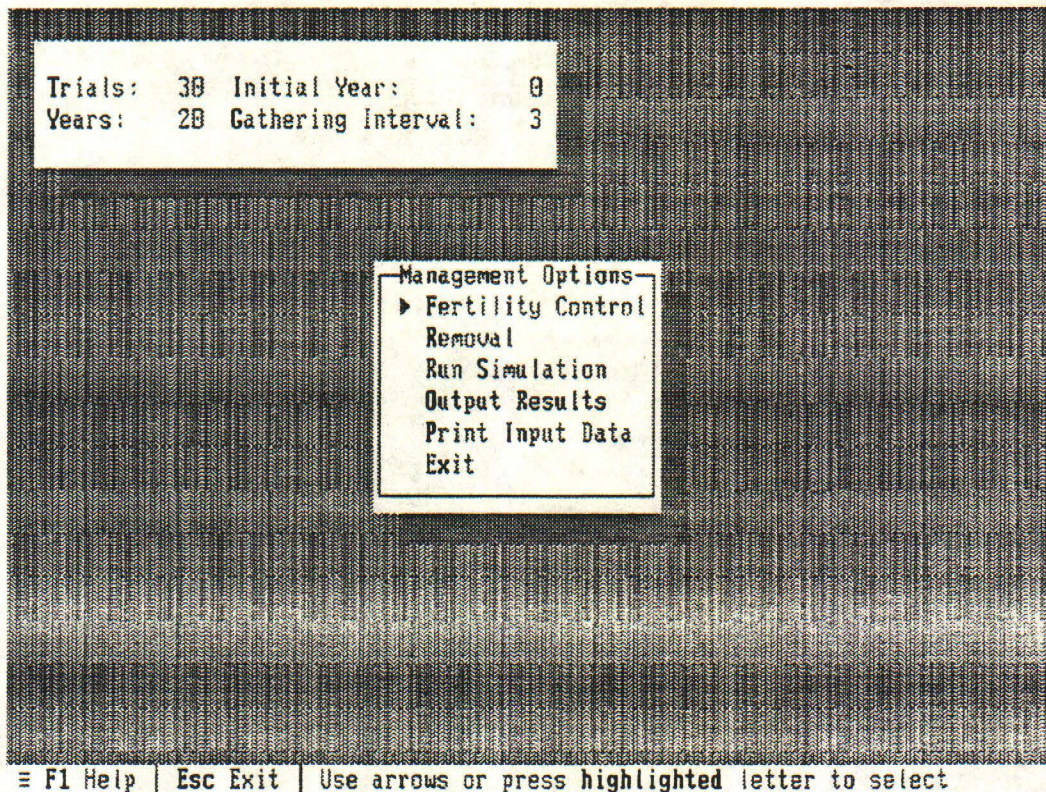 Trials: 30 Initial Year: 0
Years: 20 Gathering Interval: 3
Management Options
Fertility Control
Removal
Run Simulation
Output Results
Print Input Data
Exit
≡ F1 Help | Esc Exit | Use arrows or press highlighted letter to select